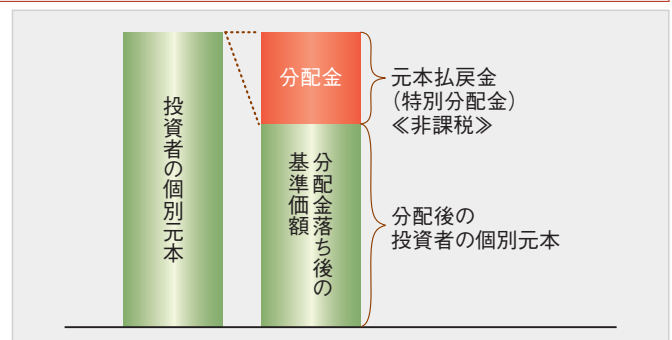 投資者の個別元本
分配金
分配金落ち後の
基準価額
元本払戻金
(特別分配金)
≪非課税≫
分配後の
投資者の個別元本